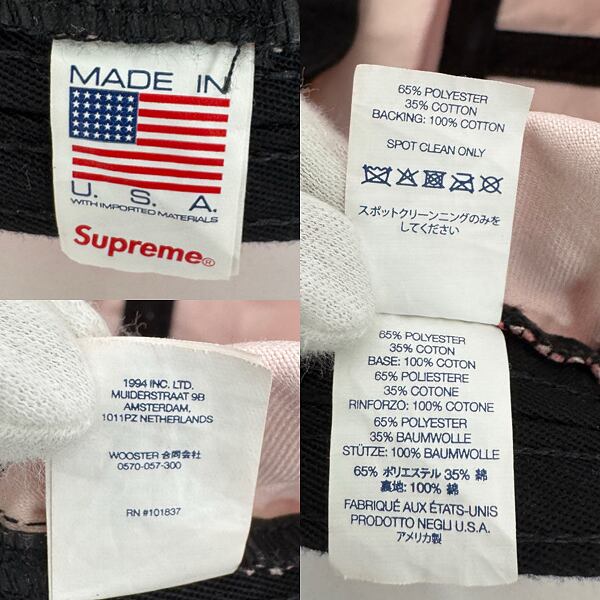 MADE IN
U. S. A.
WITH IMPORTED MATERIALS
Supreme®
65% POLYESTER
35% COTTON
BACKING: 100% COTTON
SPOT CLEAN ONLY
スポットクリーンニングのみを
してください
1994 INC. LTD.
MUIDERSTRAAT 9B
AMSTERDAM,
1011PZ NETHERLANDS
WOOSTER 合同会社
0570-057-300
RN #101837
65% POLYESTER
35% COTON
BASE: 100% COTON
65% POLIESTERE
35% COTONE
RINFORZO: 100% COTONE
65% POLYESTER
35% BAUMWOLLE
STÜTZE: 100% BAUMWOLLE
65% ポリエステル 35% 綿
裏地: 100% 綿
FABRIQUÉ AUX ÉTATS-UNIS
PRODOTTO NEGLI U.S.A.
アメリカ製